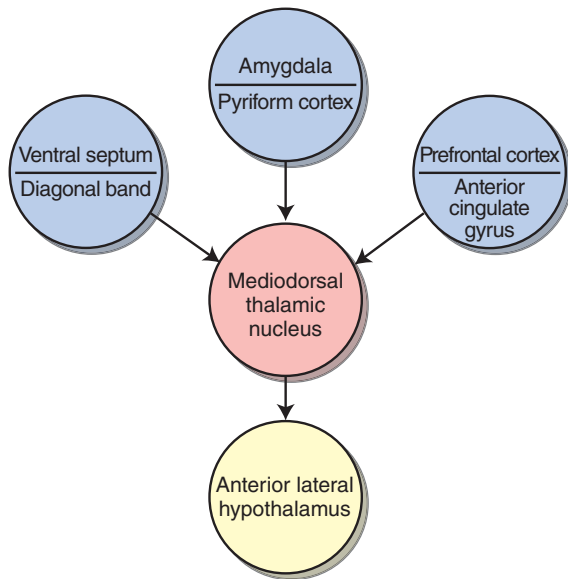 Amygdala
Pyriform cortex
Ventral septum
Diagonal band
Prefrontal cortex
Anterior
cingulate
gyrus
Mediodorsal
thalamic
nucleus
Anterior lateral
hypothalamus